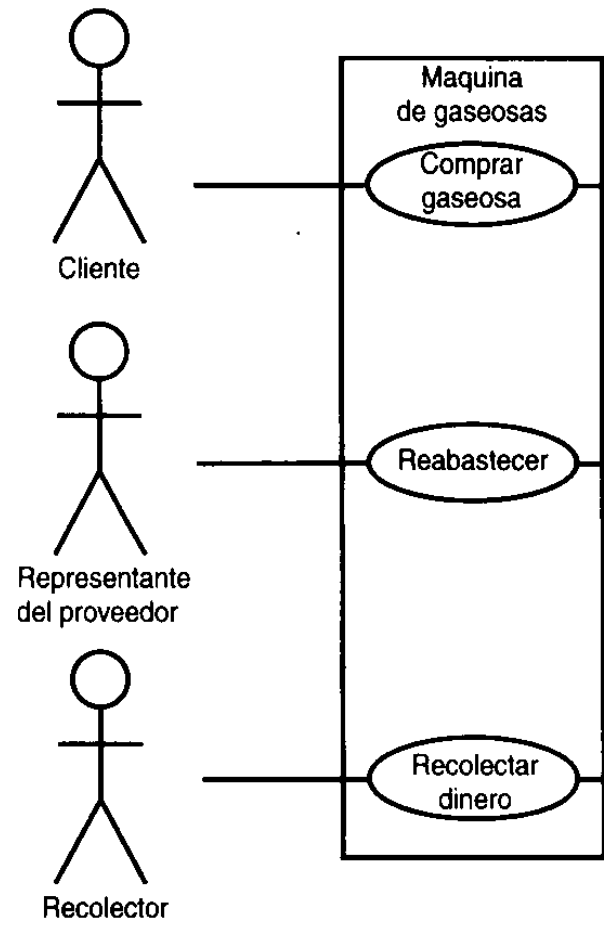 Maquina
de gaseosas
Comprar
gaseosa
Cliente
Reabastecer
Representante
del proveedor
Recolectar
dinero
Recolector